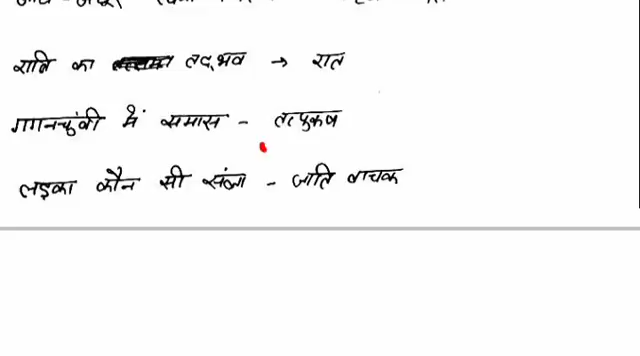 रात्रि का तद्भव → रात
गगनचुंबी में समास - तत्पुरुष
लड़का कौन सी संज्ञा - जाति वाचक